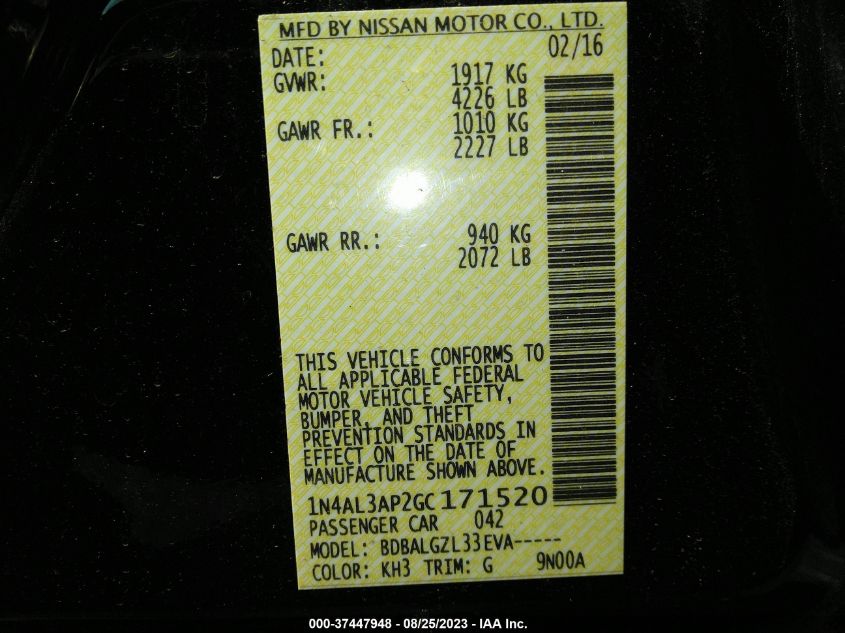 MFD BY NISSAN MOTOR CO., LTD.
DATE: 02/16
GVWR: 1917 KG
4226 LB
GAWR FR.: 1010 KG
2227 LB
GAWR RR.: 940 KG
2072 LB
THIS VEHICLE CONFORMS TO
ALL APPLICABLE FEDERAL
MOTOR VEHICLE SAFETY,
BUMPER, AND THEFT
PREVENTION STANDARDS IN
EFFECT ON THE DATE OF
MANUFACTURE SHOWN ABOVE.
1N4AL3AP2GC171520
PASSENGER CAR 042
MODEL: BDBALGZL33EVA-----
COLOR: KH3 TRIM: G 9N00A
000-37447948 - 08/25/2023 - IAA Inc.